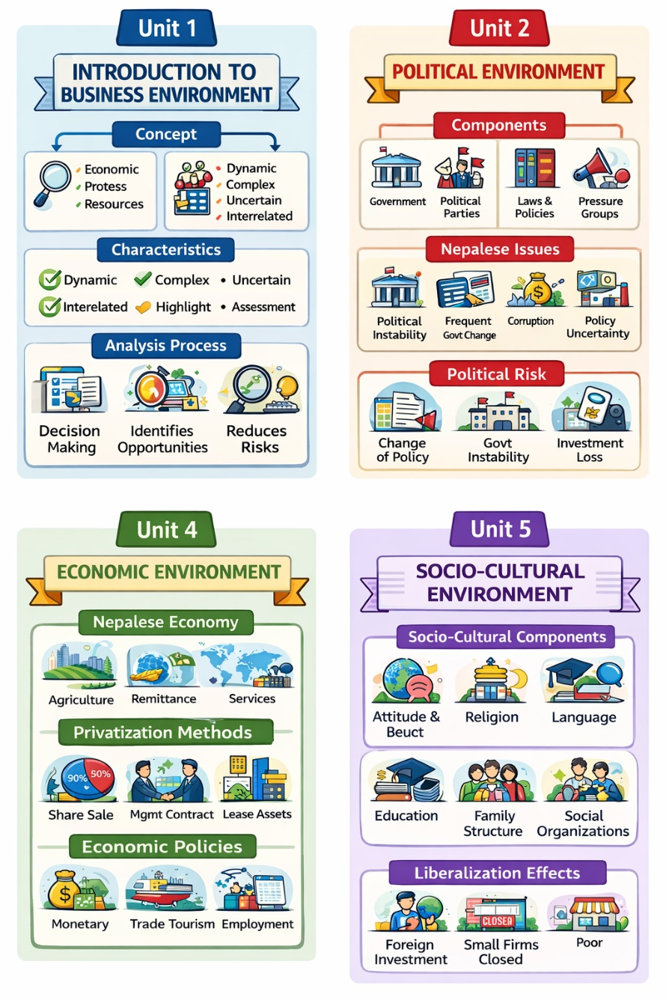 Unit 1
INTRODUCTION TO
BUSINESS ENVIRONMENT
Concept
Economic
Protess
Resources
Dynamic
Complex
Uncertain
Interrelated
Characteristics
Dynamic
Complex
• Uncertain
Interelated
Highlight
• Assessment
Analysis Process
Decision
Making
Identifies
Opportunities
Reduces
Risks
Unit 2
POLITICAL ENVIRONMENT
Components
Government
Political
Parties
Laws &
Policies
Pressure
Groups
Nepalese Issues
$
Political
Instability
Frequent
Govt Change
Corruption
Policy
Uncertainty
Political Risk
Change
of Policy
Govt
Instability
Investment
Loss
Unit 4
ECONOMIC ENVIRONMENT
Nepalese Economy
Agriculture
Remittance
Services
Privatization Methods
90%
50%
Share Sale
Mgmt Contract
Lease Assets
Economic Policies
$
Monetary
Trade Tourism
Employment
Unit 5
SOCIO-CULTURAL
ENVIRONMENT
Socio-Cultural Components
Attitude &
Beuct
Religion
Language
Education
Family
Structure
Social
Organizations
Liberalization Effects
CLOSED
Foreign
Investment
Small Firms
Closed
Poor